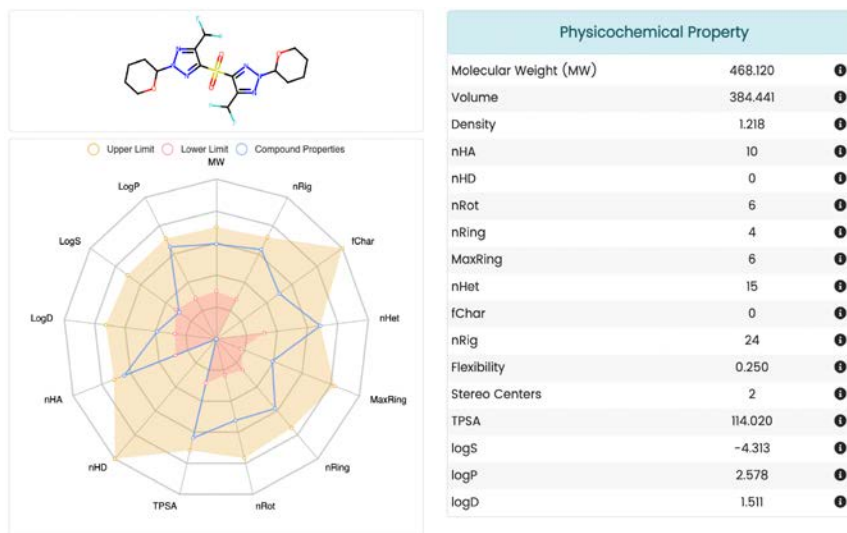 N
N
N
O
S
O
O
N
N
N
O
Upper Limit Lower Limit Compound Properties
MW
LogP nRig
LogS fChar
LogD nHet
nHA MaxRing
nHD nRing
TPSA nRot
Physicochemical Property
Molecular Weight (MW) 468.120
Volume 384.441
Density 1.218
nHA 10
nHD 0
nRot 6
nRing 4
MaxRing 6
nHet 15
fChar 0
nRig 24
Flexibility 0.250
Stereo Centers 2
TPSA 114.020
logS -4.313
logP 2.578
logD 1.511